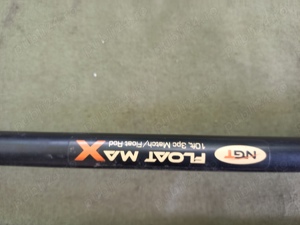 NGT
FLOAT MAX
10ft. 3pc Match/Float Rod